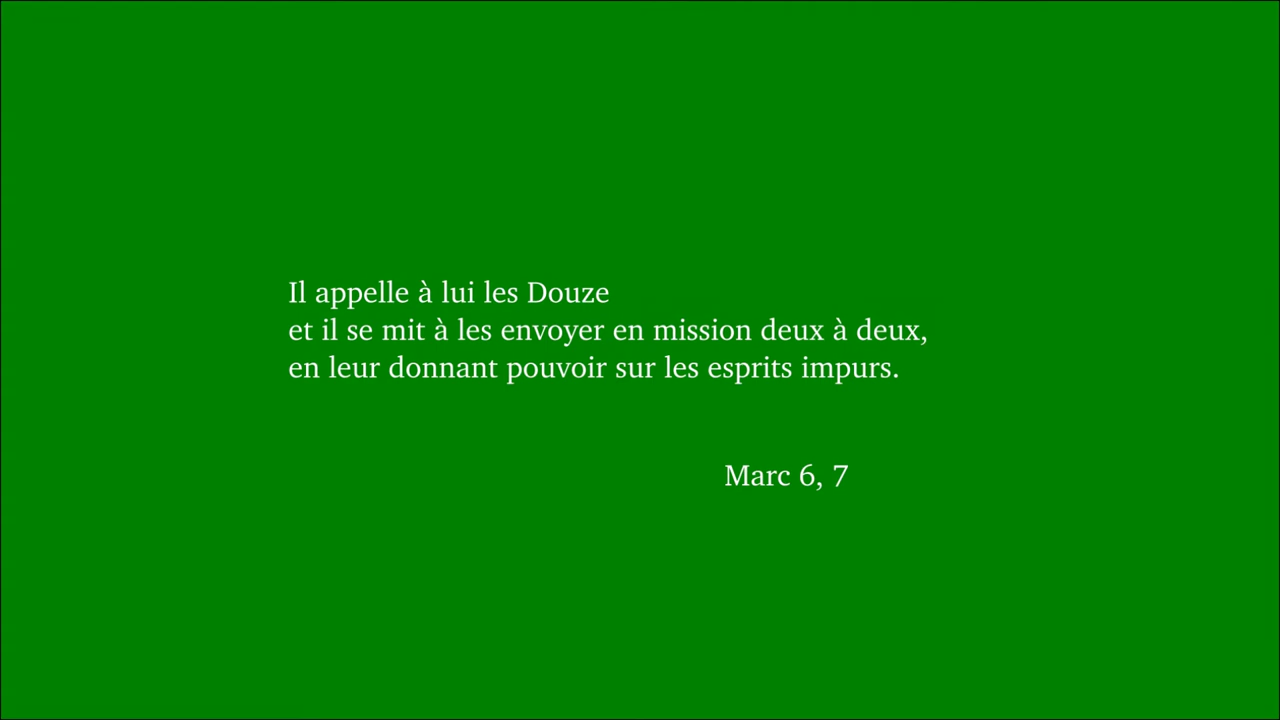 Il appelle à lui les Douze
et il se mit à les envoyer en mission deux à deux,
en leur donnant pouvoir sur les esprits impurs.
Marc 6, 7